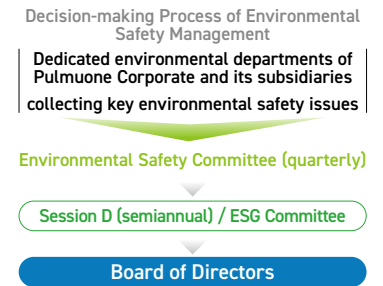 Decision-making Process of Environmental
Safety Management
Dedicated environmental departments of
Pulmuone Corporate and its subsidiaries
collecting key environmental safety issues
Environmental Safety Committee (quarterly)
Session D (semiannual) / ESG Committee
Board of Directors